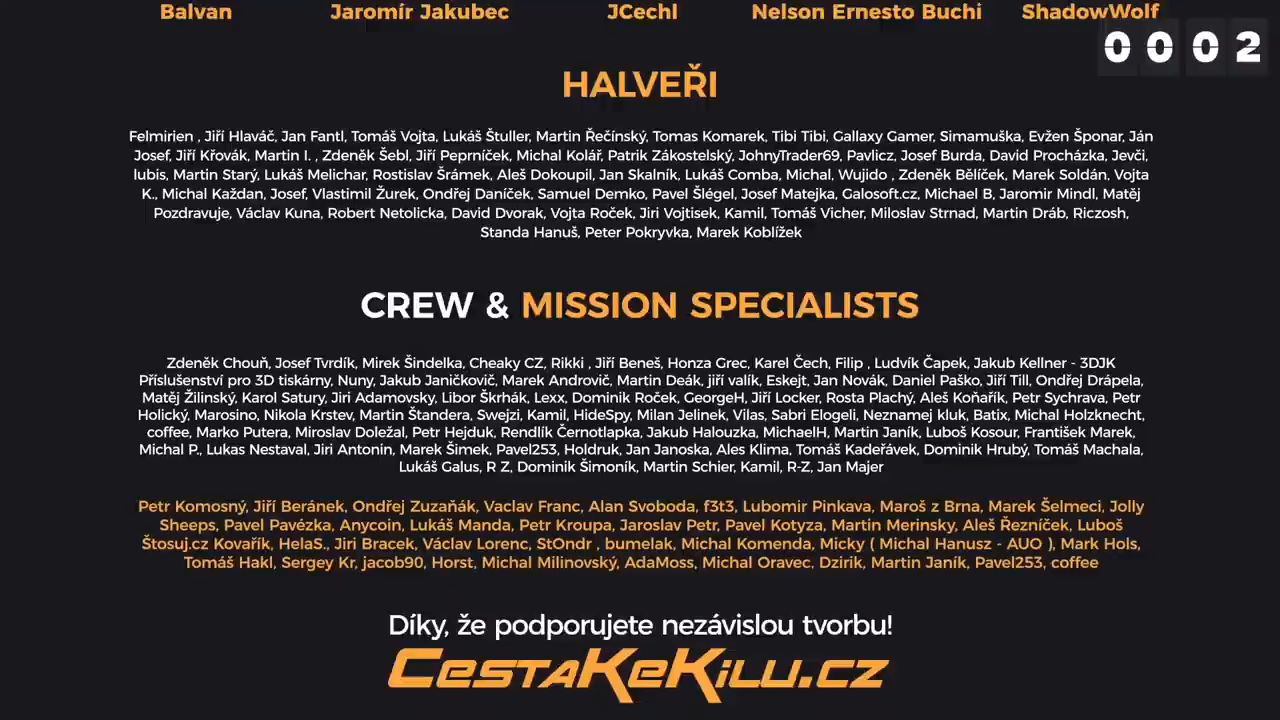 Balvan Jaromír Jakubec JCechl Nelson Ernesto Buchi ShadowWolf
0 0 0 2
HALVEŘI
Felmirien , Jiří Hlaváč, Jan Fantl, Tomáš Vojta, Lukáš Štuller, Martin Řečínský, Tomas Komarek, Tibi Tibi, Gallaxy Gamer, Simamuška, Evžen Šponar, Ján
Josef, Jiří Křovák, Martin I. , Zdeněk Šebl, Jiří Peprníček, Michal Kolář, Patrik Zákostelský, JohnyTrader69, Pavlicz, Josef Burda, David Procházka, Jevči,
lubis, Martin Starý, Lukáš Melichar, Rostislav Šrámek, Aleš Dokoupil, Jan Skalník, Lukáš Comba, Michal, Wujido , Zdeněk Bělíček, Marek Soldán, Vojta
K., Michal Každan, Josef, Vlastimil Žurek, Ondřej Daníček, Samuel Demko, Pavel Šlégel, Josef Matejka, Galosoft.cz, Michael B, Jaromir Mindl, Matěj
Pozdravuje, Václav Kuna, Robert Netolicka, David Dvorak, Vojta Roček, Jiri Vojtisek, Kamil, Tomáš Vicher, Miloslav Strnad, Martin Dráb, Riczosh,
Standa Hanuš, Peter Pokryvka, Marek Koblížek
CREW & MISSION SPECIALISTS
Zdeněk Chouň, Josef Tvrdík, Mirek Šindelka, Cheaky CZ, Rikki , Jiří Beneš, Honza Grec, Karel Čech, Filip , Ludvík Čapek, Jakub Kellner - 3DJK
Příslušenství pro 3D tiskárny, Nuny, Jakub Janičkovič, Marek Androvič, Martin Deák, jiří valík, Eskejt, Jan Novák, Daniel Paško, Jiří Till, Ondřej Drápela,
Matěj Žilinský, Karol Satury, Jiri Adamovsky, Libor Škrhák, Lexx, Dominik Roček, GeorgeH, Jiří Locker, Rosta Plachý, Aleš Koňařík, Petr Sychrava, Petr
Holický, Marosino, Nikola Krstev, Martin Štandera, Swejzi, Kamil, HideSpy, Milan Jelinek, Vilas, Sabri Elogeli, Neznamej kluk, Batix, Michal Holzknecht,
coffee, Marko Putera, Miroslav Doležal, Petr Hejduk, Rendlík Černotlapka, Jakub Halouzka, MichaelH, Martin Janík, Luboš Kosour, František Marek,
Michal P., Lukas Nestaval, Jiri Antonin, Marek Šimek, Pavel253, Holdruk, Jan Janoska, Ales Klima, Tomáš Kadeřávek, Dominik Hrubý, Tomáš Machala,
Lukáš Galus, R Z, Dominik Šimoník, Martin Schier, Kamil, R-Z, Jan Majer
Petr Komosný, Jiří Beránek, Ondřej Zuzaňák, Vaclav Franc, Alan Svoboda, f3t3, Lubomir Pinkava, Maroš z Brna, Marek Šelmeci, Jolly
Sheeps, Pavel Pavézka, Anycoin, Lukáš Manda, Petr Kroupa, Jaroslav Petr, Pavel Kotyza, Martin Merinsky, Aleš Řezníček, Luboš
Štosuj.cz Kovařík, HelaS., Jiri Bracek, Václav Lorenc, StOndr , bumelak, Michal Komenda, Micky ( Michal Hanusz - AUO ), Mark Hols,
Tomáš Hakl, Sergey Kr, jacob90, Horst, Michal Milinovský, AdaMoss, Michal Oravec, Dzirik, Martin Janík, Pavel253, coffee
Díky, že podporujete nezávislou tvorbu!
CestaKeKilu.cz